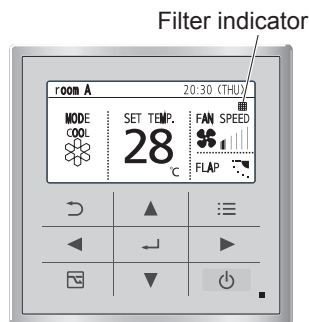 Filter indicator
room A 20:30 (THU)
MODE SET TEMP. FAN SPEED
COOL
28 ℃
FLAP